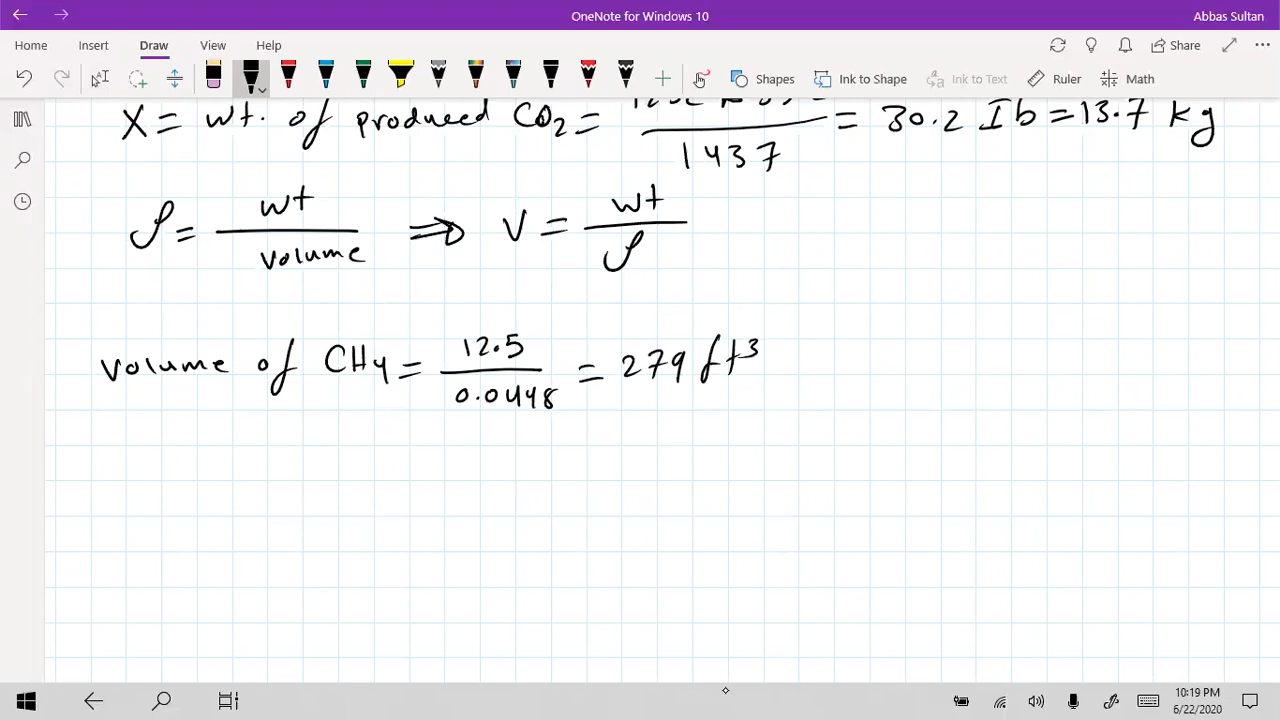 OneNote for Windows 10
Abbas Sultan
Home Insert Draw View Help
Share
Shapes Ink to Shape Ink to Text Ruler Math
X = wt. of produced CO2 = 
1437
= 30.2 Ib = 13.7 kg
ρ = wt / volume ⇒ V = wt / ρ
volume of CH4 = 12.5 / 0.0448 = 279 ft³
10:19 PM
6/22/2020